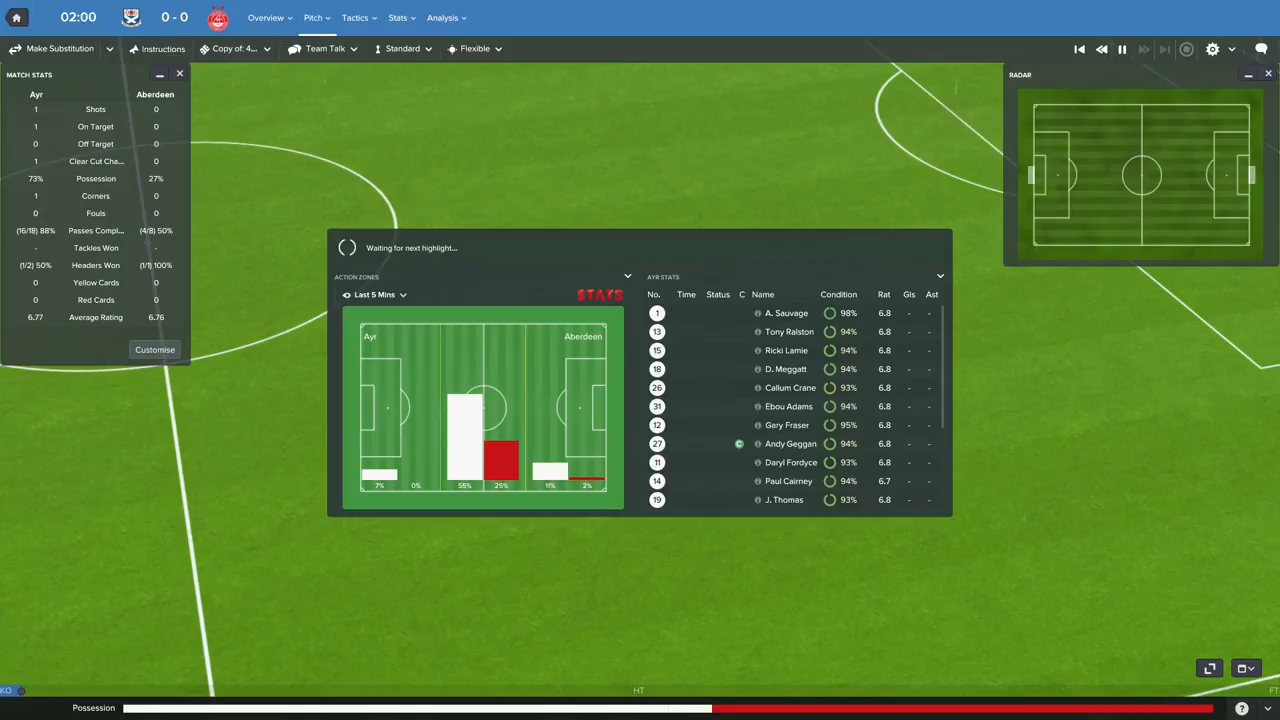 02:00 0 - 0 Overview Pitch Tactics Stats Analysis
Make Substitution Instructions Copy of: 4... Team Talk Standard Flexible
MATCH STATS
Ayr Aberdeen
1 Shots 0
1 On Target 0
0 Off Target 0
1 Clear Cut Cha... 0
73% Possession 27%
1 Corners 0
0 Fouls 0
(16/18) 88% Passes Compl... (4/8) 50%
- Tackles Won -
(1/2) 50% Headers Won (1/1) 100%
0 Yellow Cards 0
0 Red Cards 0
6.77 Average Rating 6.76
Customise
RADAR
Waiting for next highlight...
ACTION ZONES
Last 5 Mins STATS
Ayr Aberdeen
7% 0% 55% 25% 11% 2%
AYR STATS
No. Time Status C Name Condition Rat Gls Ast
1 A. Sauvage 98% 6.8 - -
13 Tony Ralston 94% 6.8 - -
15 Ricki Lamie 94% 6.8 - -
18 D. Meggatt 94% 6.8 - -
26 Callum Crane 93% 6.8 - -
31 Ebou Adams 94% 6.8 - -
12 Gary Fraser 95% 6.8 - -
27 C Andy Geggan 94% 6.8 - -
11 Daryl Fordyce 93% 6.8 - -
14 Paul Cairney 94% 6.7 - -
19 J. Thomas 93% 6.8 - -
KO HT FT
Possession ?